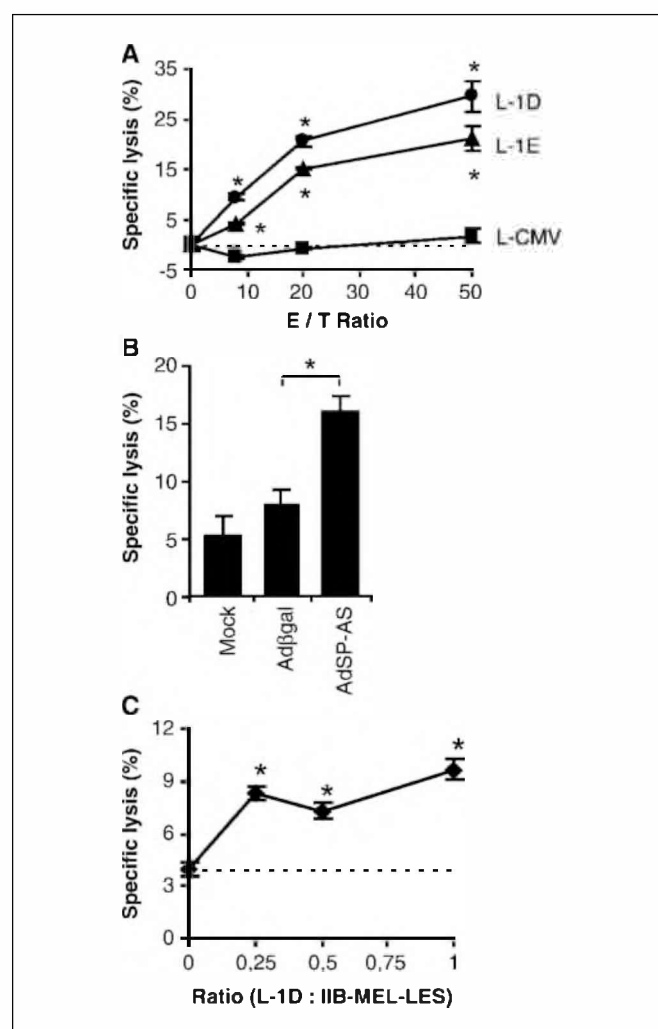 A
Specific lysis (%)
35
25
15
5
-5
0
10
20
30
40
50
E / T Ratio
*
*
*
*
*
*
L-1D
L-1E
L-CMV
B
Specific lysis (%)
20
15
10
5
0
*
Mock
Adβgal
AdSP-AS
C
Specific lysis (%)
12
9
6
3
0
*
*
*
0
0,25
0,5
0,75
1
Ratio (L-1D : IIB-MEL-LES)